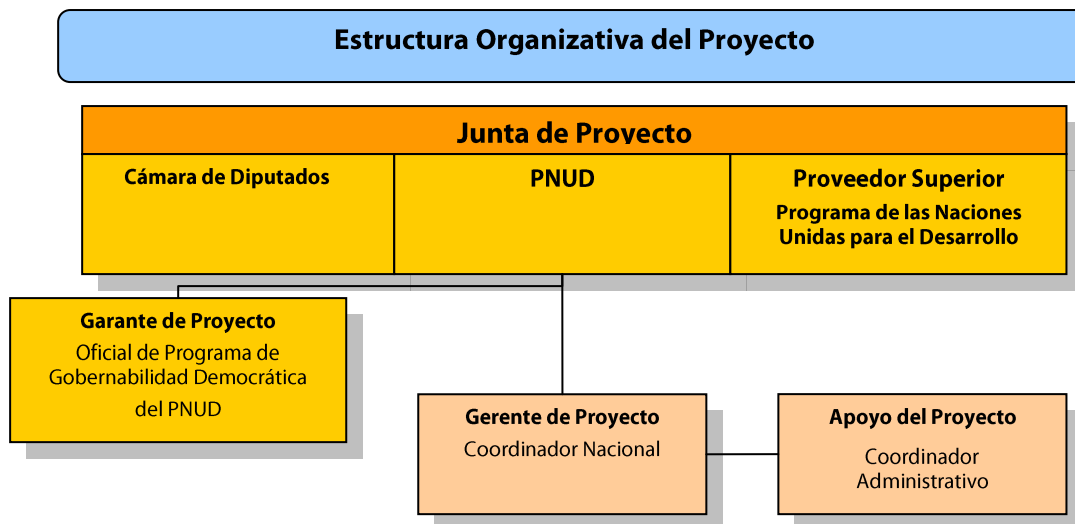 Estructura Organizativa del Proyecto
Junta de Proyecto
Cámara de Diputados
PNUD
Proveedor Superior
Programa de las Naciones
Unidas para el Desarrollo
Garante de Proyecto
Oficial de Programa de
Gobernabilidad Democrática
del PNUD
Gerente de Proyecto
Coordinador Nacional
Apoyo del Proyecto
Coordinador
Administrativo